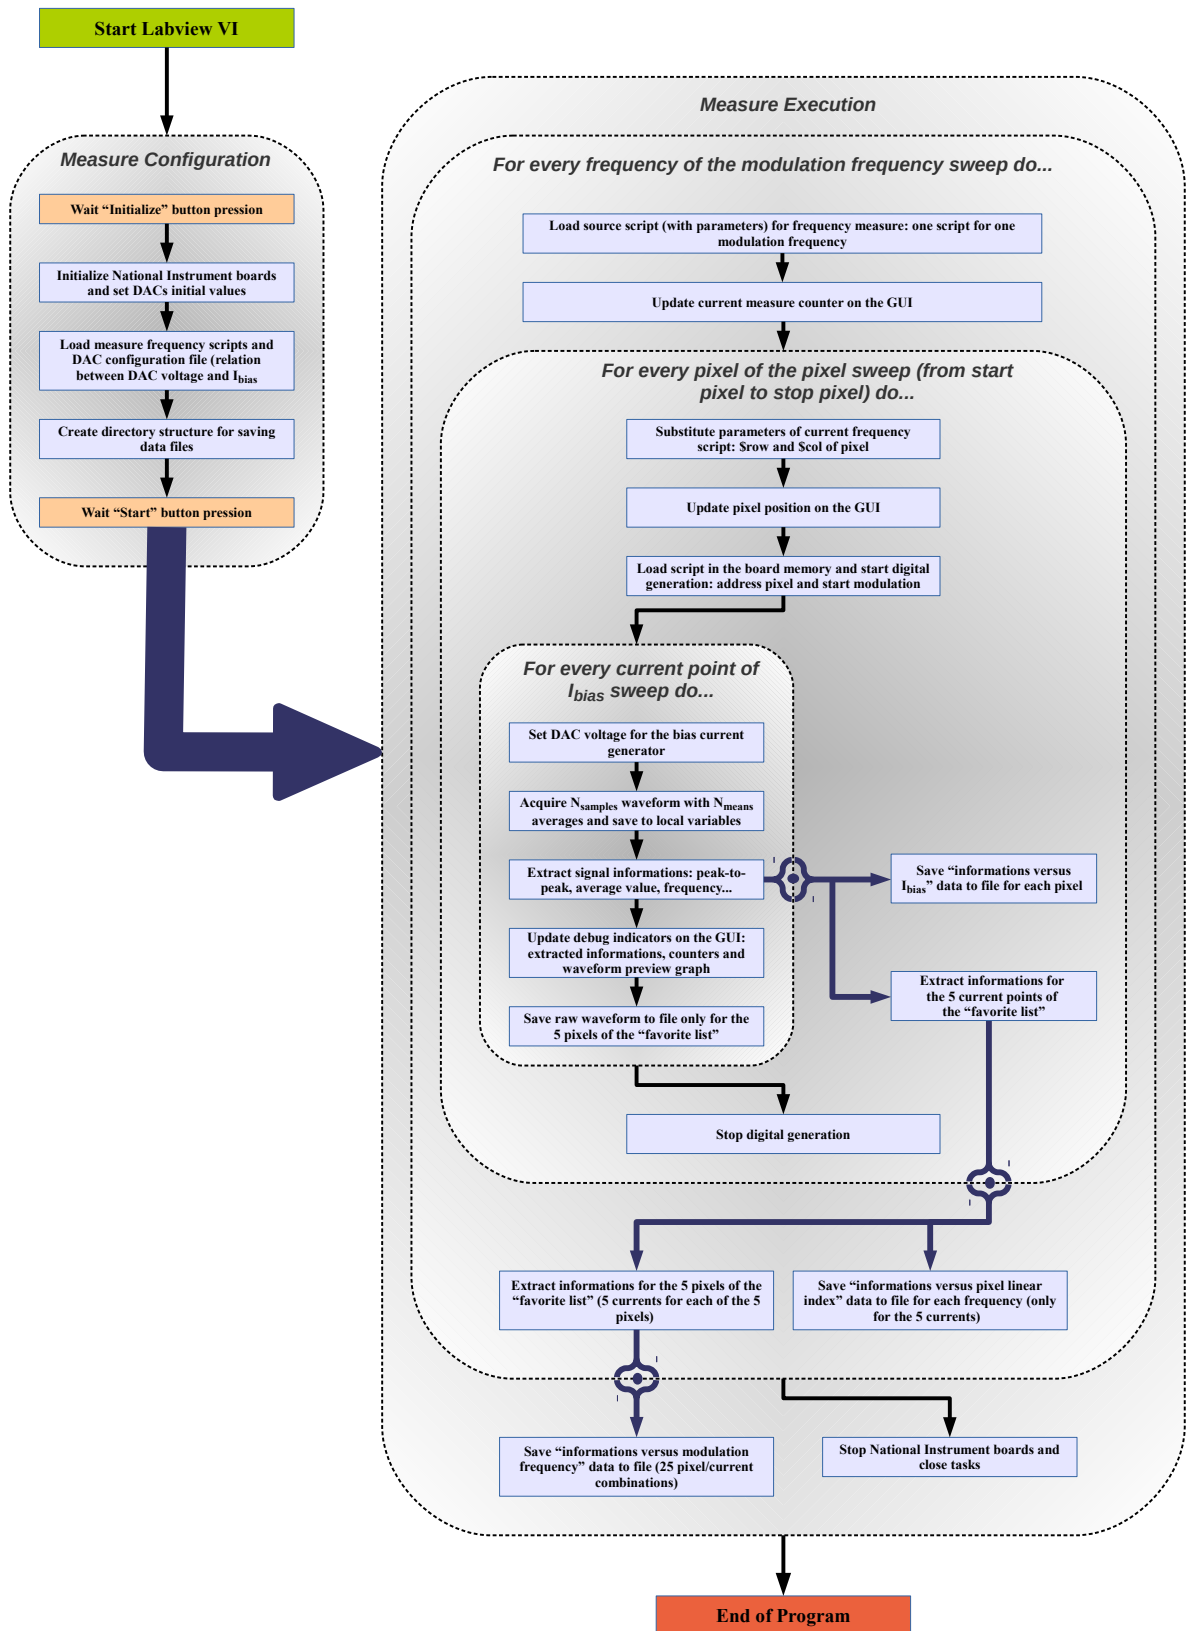 Start Labview VI
Measure Configuration
Wait “Initialize” button pression
Initialize National Instrument boards
and set DACs initial values
Load measure frequency scripts and
DAC configuration file (relation
between DAC voltage and Ibias
Create directory structure for saving
data files
Wait “Start” button pression
Measure Execution
For every frequency of the modulation frequency sweep do...
Load source script (with parameters) for frequency measure: one script for one
modulation frequency
Update current measure counter on the GUI
For every pixel of the pixel sweep (from start
pixel to stop pixel) do...
Substitute parameters of current frequency
script: $row and $col of pixel
Update pixel position on the GUI
Load script in the board memory and start digital
generation: address pixel and start modulation
For every current point of
Ibias sweep do...
Set DAC voltage for the bias current
generator
Acquire Nsamples waveform with Nmeans
averages and save to local variables
Extract signal informations: peak-to-
peak, average value, frequency...
Update debug indicators on the GUI:
extracted informations, counters and
waveform preview graph
Save raw waveform to file only for the
5 pixels of the “favorite list”
Save “informations versus
Ibias” data to file for each pixel
Extract informations for
the 5 current points of
the “favorite list”
Stop digital generation
Extract informations for the 5 pixels of the
“favorite list” (5 currents for each of the 5
pixels)
Save “informations versus pixel linear
index” data to file for each frequency (only
for the 5 currents)
Save “informations versus modulation
frequency” data to file (25 pixel/current
combinations)
Stop National Instrument boards and
close tasks
End of Program